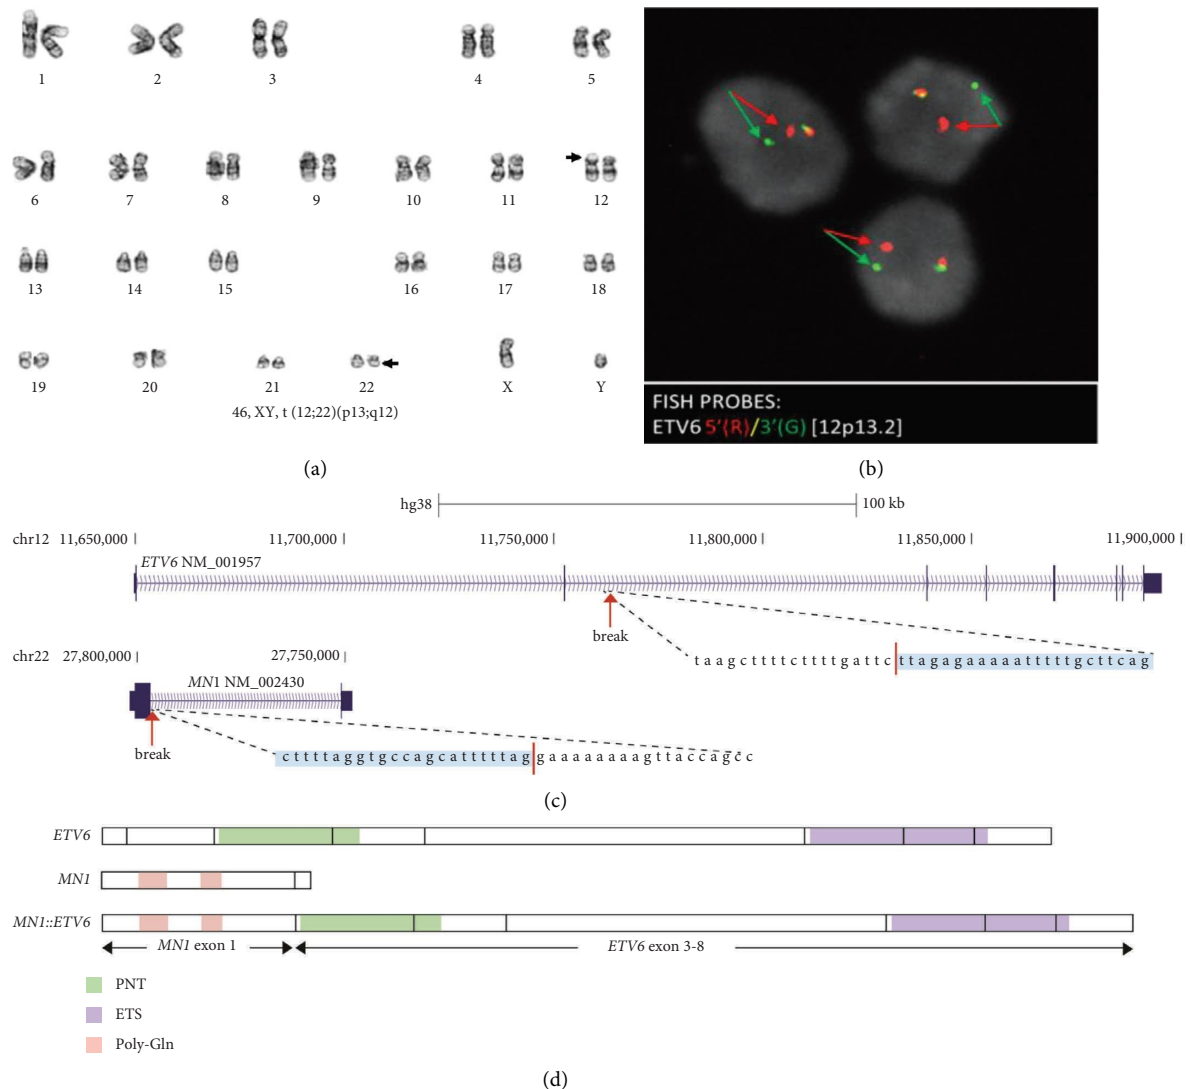 1 2 3 4 5
6 7 8 9 10 11 12
13 14 15 16 17 18
19 20 21 22 X Y
46, XY, t (12;22)(p13;q12)
(a)
FISH PROBES:
ETV6 5'(R)/3'(G) [12p13.2]
(b)
hg38 100 kb
chr12 11,650,000 11,700,000 11,750,000 11,800,000 11,850,000 11,900,000
ETV6 NM_001957
break
taagcttttcttttgattcttagagaaaaatttttgcttcag
chr22 27,800,000 27,750,000
MN1 NM_002430
break
cttttaggtgccagcatttttaggaaaaaaaagttaccagcc
(c)
ETV6
MN1
MN1::ETV6
MN1 exon 1 ETV6 exon 3-8
PNT
ETS
Poly-Gln
(d)